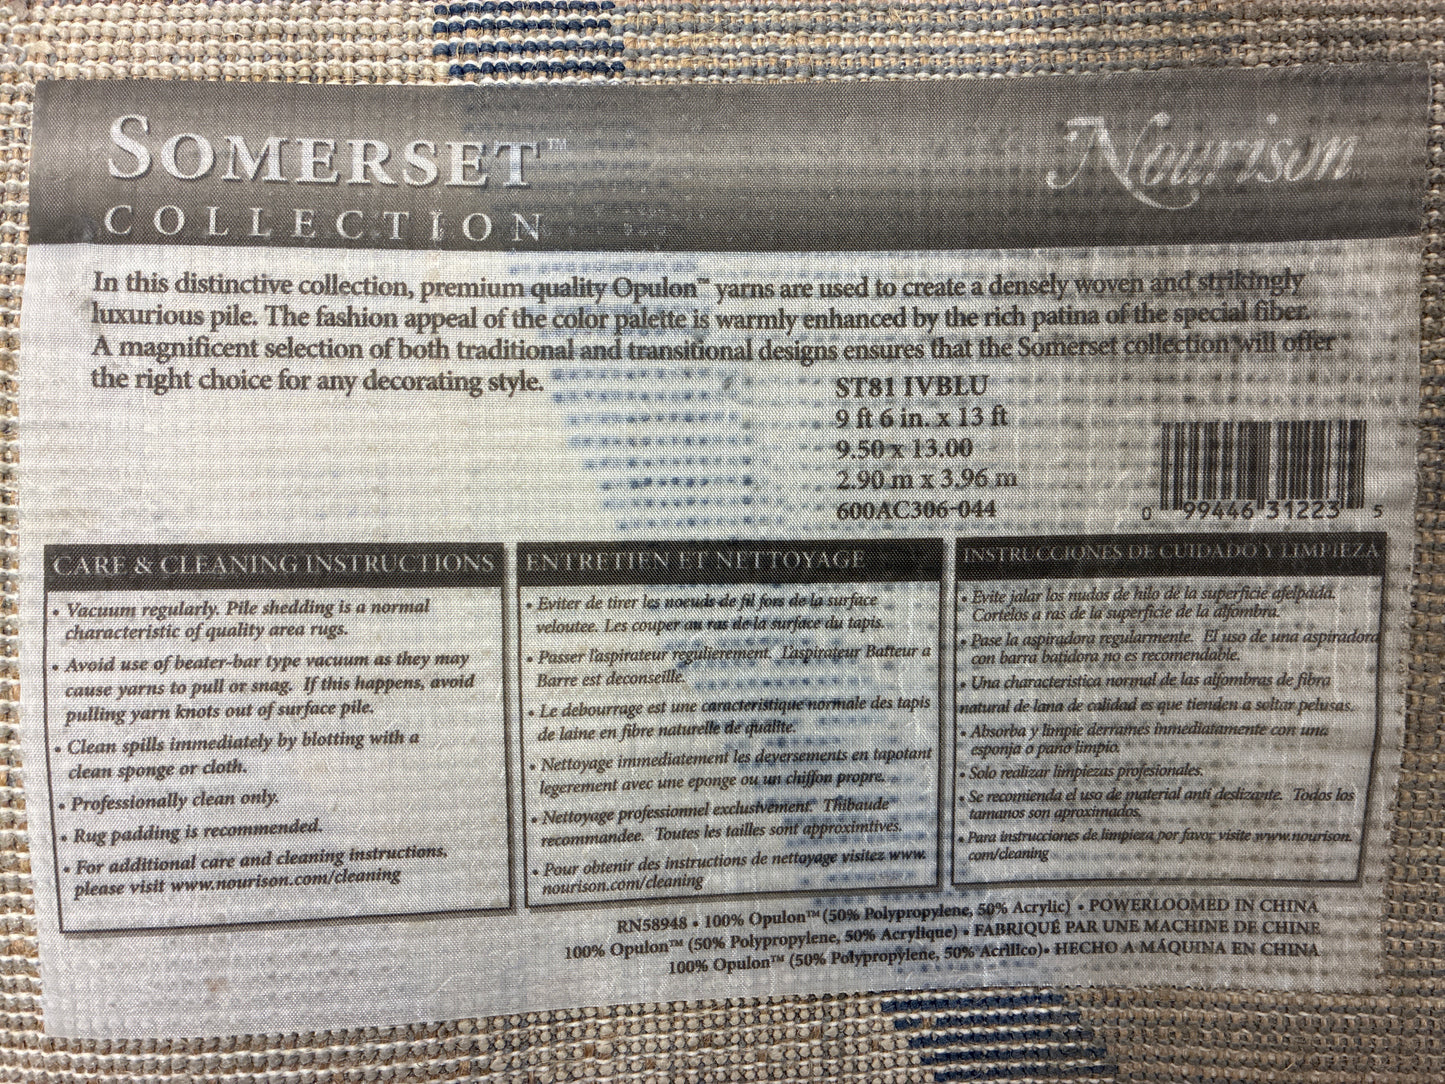 SOMERSET™
COLLECTION
Nourison
In this distinctive collection, premium quality Opulon™ yarns are used to create a densely woven and strikingly
luxurious pile. The fashion appeal of the color palette is warmly enhanced by the rich patina of the special fiber.
A magnificent selection of both traditional and transitional designs ensures that the Somerset collection will offer
the right choice for any decorating style.
ST81 IVBLU
9 ft 6 in. x 13 ft
9.50 x 13.00
2.90 m x 3.96 m
600AC306-044
0 99446 31223 5
CARE & CLEANING INSTRUCTIONS
• Vacuum regularly. Pile shedding is a normal
characteristic of quality area rugs.
• Avoid use of beater-bar type vacuum as they may
cause yarns to pull or snag. If this happens, avoid
pulling yarn knots out of surface pile.
• Clean spills immediately by blotting with a
clean sponge or cloth.
• Professionally clean only.
• Rug padding is recommended.
• For additional care and cleaning instructions,
please visit www.nourison.com/cleaning
ENTRETIEN ET NETTOYAGE
• Eviter de tirer les noeuds de fil fors de la surface
veloutee. Les couper au ras de la surface du tapis.
• Passer l'aspirateur regulierement. L'aspirateur Batteur a
Barre est deconseille.
• Le debourrage est une caracteristique normale des tapis
de laine en fibre naturelle de qualite.
• Nettoyage immediatement les deversements en tapotant
legerement avec une eponge ou un chiffon propre.
• Nettoyage professionnel exclusivement. Thibaude
recommandee. Toutes les tailles sont approximtives.
• Pour obtenir des instructions de nettoyage visitez www.
nourison.com/cleaning
INSTRUCCIONES DE CUIDADO Y LIMPIEZA
• Evite jalar los nudos de hilo de la superficie afelpada.
Cortelos a ras de la superficie de la alfombra.
• Pase la aspiradora regularmente. El uso de una aspiradora
con barra batidora no es recomendable.
• Una characteristica normal de las alfombras de fibra
natural de lana de calidad es que tienden a soltar pelusas.
• Absorba y limpie derrames inmediatamente con una
esponja o pano limpio.
• Solo realizar limpiezas profesionales.
• Se recomienda el uso de material anti deslizante. Todos los
tamanos son aproximados.
• Para instrucciones de limpieza por favor visite www.nourison.
com/cleaning
RN58948 • 100% Opulon™ (50% Polypropylene, 50% Acrylic) • POWERLOOMED IN CHINA
100% Opulon™ (50% Polypropylene, 50% Acrylique) • FABRIQUÉ PAR UNE MACHINE DE CHINE
100% Opulon™ (50% Polypropylene, 50% Acrilico)• HECHO A MÁQUINA EN CHINA